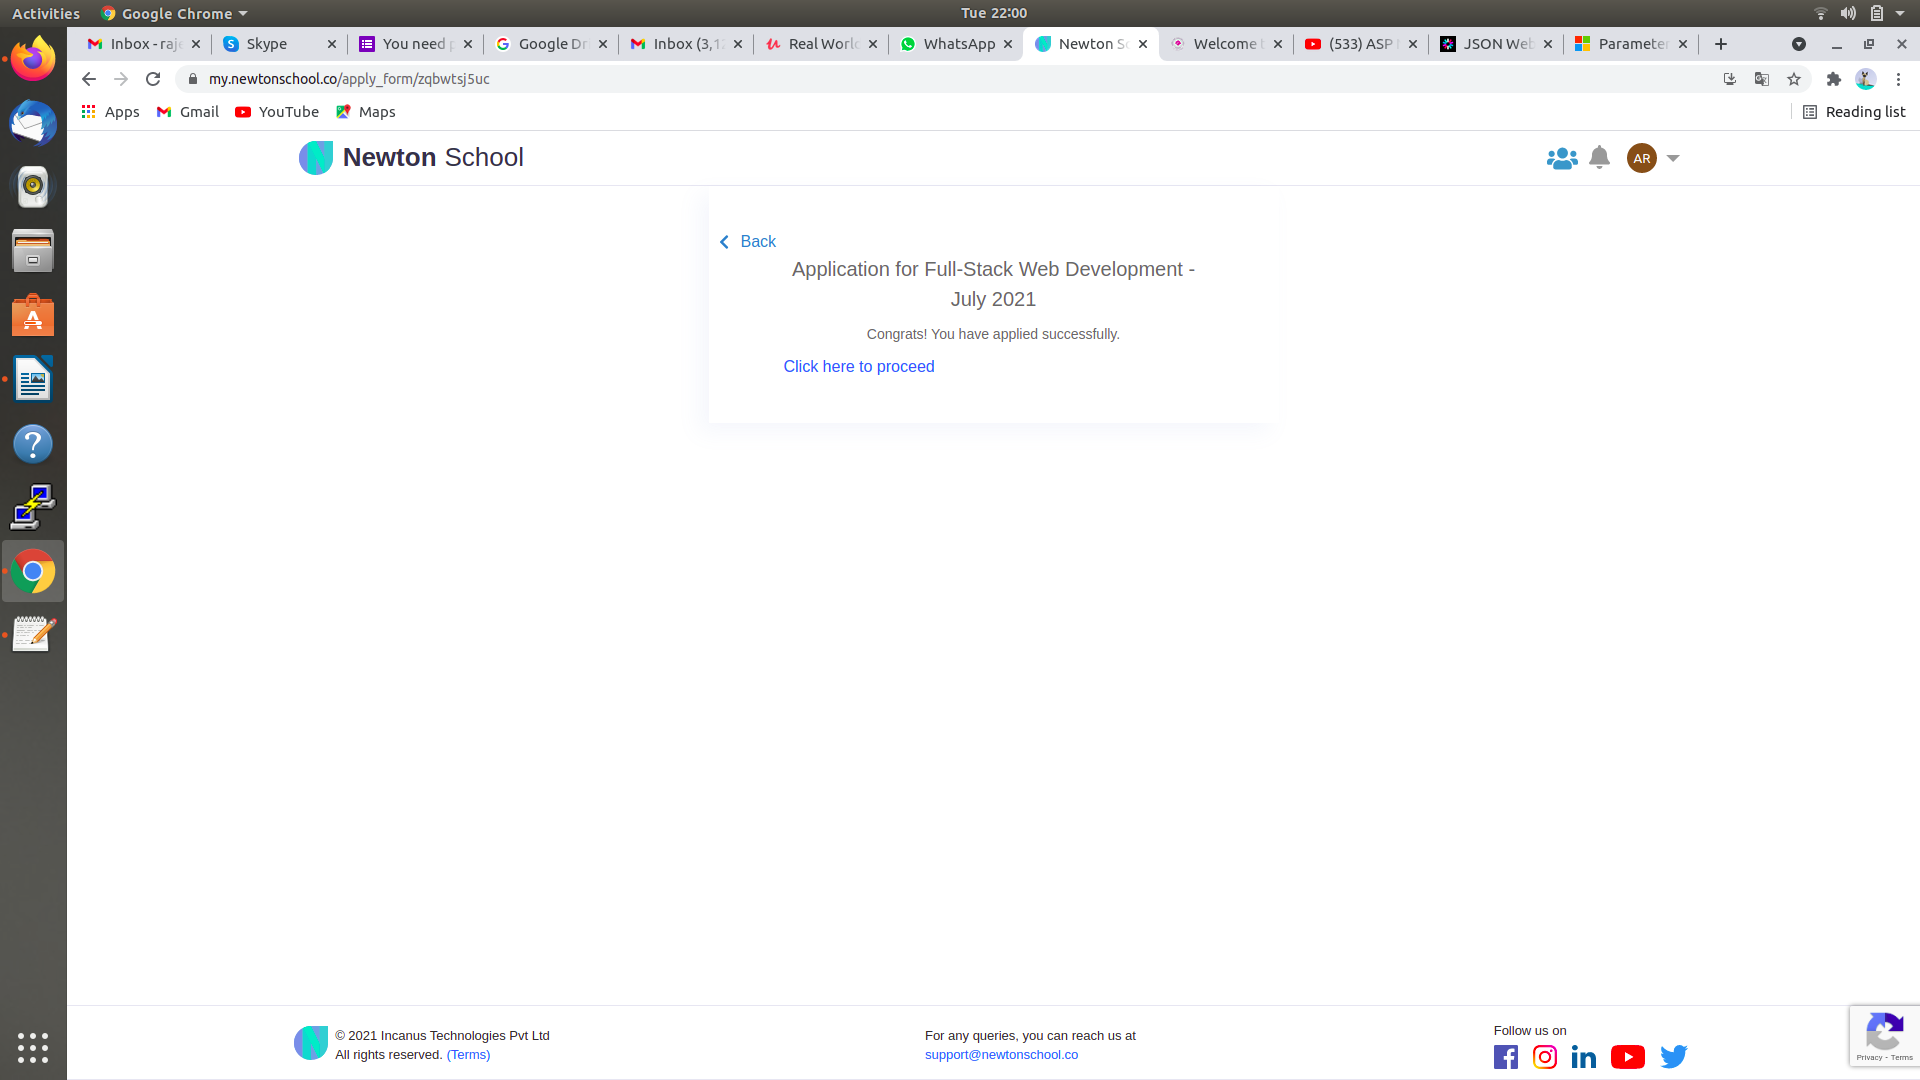 Activities
Google Chrome
Tue 22:00
Inbox - raj
Skype
You need
Google Dr
Inbox (3,1
Real World
WhatsApp
Newton Sc
Welcome
(533) ASP
JSON Web
Parameter
my.newtonschool.co/apply_form/zqbwtsj5uc
Apps
Gmail
YouTube
Maps
Reading list
Newton School
AR
Back
Application for Full-Stack Web Development -
July 2021
Congrats! You have applied successfully.
Click here to proceed
© 2021 Incanus Technologies Pvt Ltd
All rights reserved. (Terms)
For any queries, you can reach us at
support@newtonschool.co
Follow us on
Privacy - Terms